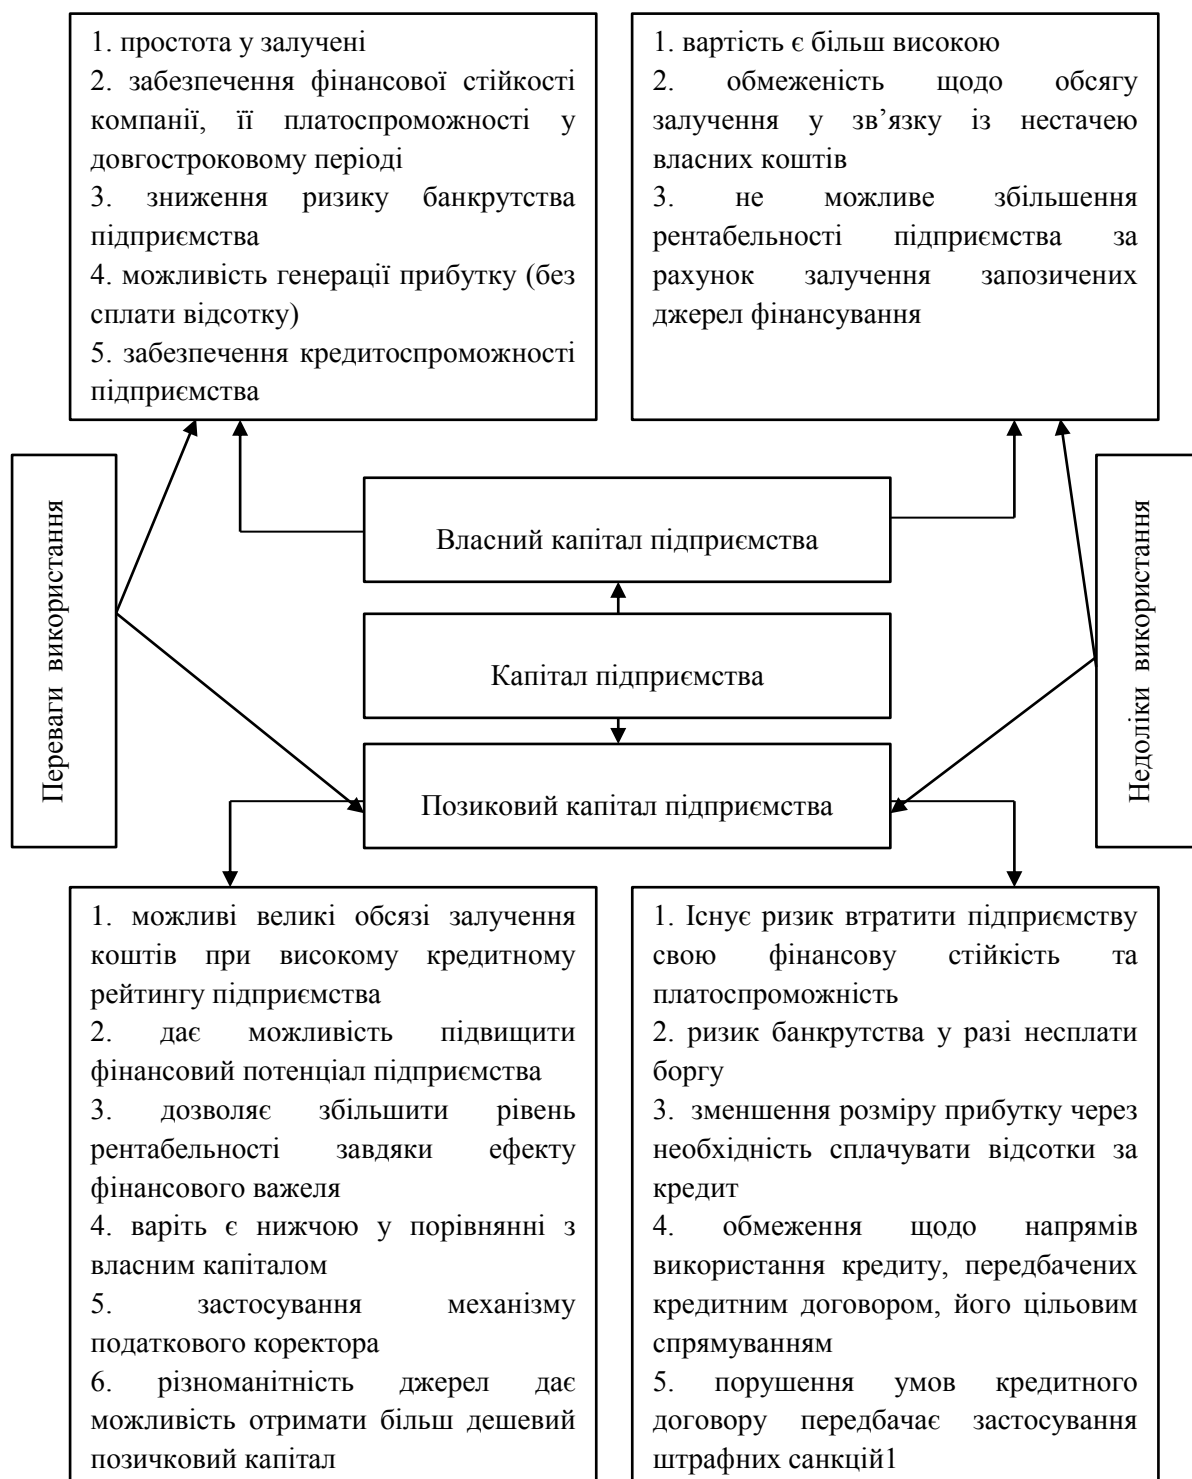 1. простота у залучені
2. забезпечення фінансової стійкості
компанії, її платоспроможності у
довгостроковому періоді
3. зниження ризику банкрутства
підприємства
4. можливість генерації прибутку (без
сплати відсотку)
5. забезпечення кредитоспроможності
підприємства
1. вартість є більш високою
2. обмеженість щодо обсягу
залучення у зв’язку із нестачею
власних коштів
3. не можливе збільшення
рентабельності підприємства за
рахунок залучення запозичених
джерел фінансування
Переваги використання
Власний капітал підприємства
Капітал підприємства
Позиковий капітал підприємства
Недоліки використання
1. можливі великі обсязі залучення
коштів при високому кредитному
рейтингу підприємства
2. дає можливість підвищити
фінансовий потенціал підприємства
3. дозволяє збільшити рівень
рентабельності завдяки ефекту
фінансового важеля
4. варіть є нижчою у порівнянні з
власним капіталом
5. застосування механізму
податкового коректора
6. різноманітність джерел дає
можливість отримати більш дешевий
позичковий капітал
1. Існує ризик втратити підприємству
свою фінансову стійкість та
платоспроможність
2. ризик банкрутства у разі несплати
боргу
3. зменшення розміру прибутку через
необхідність сплачувати відсотки за
кредит
4. обмеження щодо напрямів
використання кредиту, передбачених
кредитним договором, його цільовим
спрямуванням
5. порушення умов кредитного
договору передбачає застосування
штрафних санкцій1